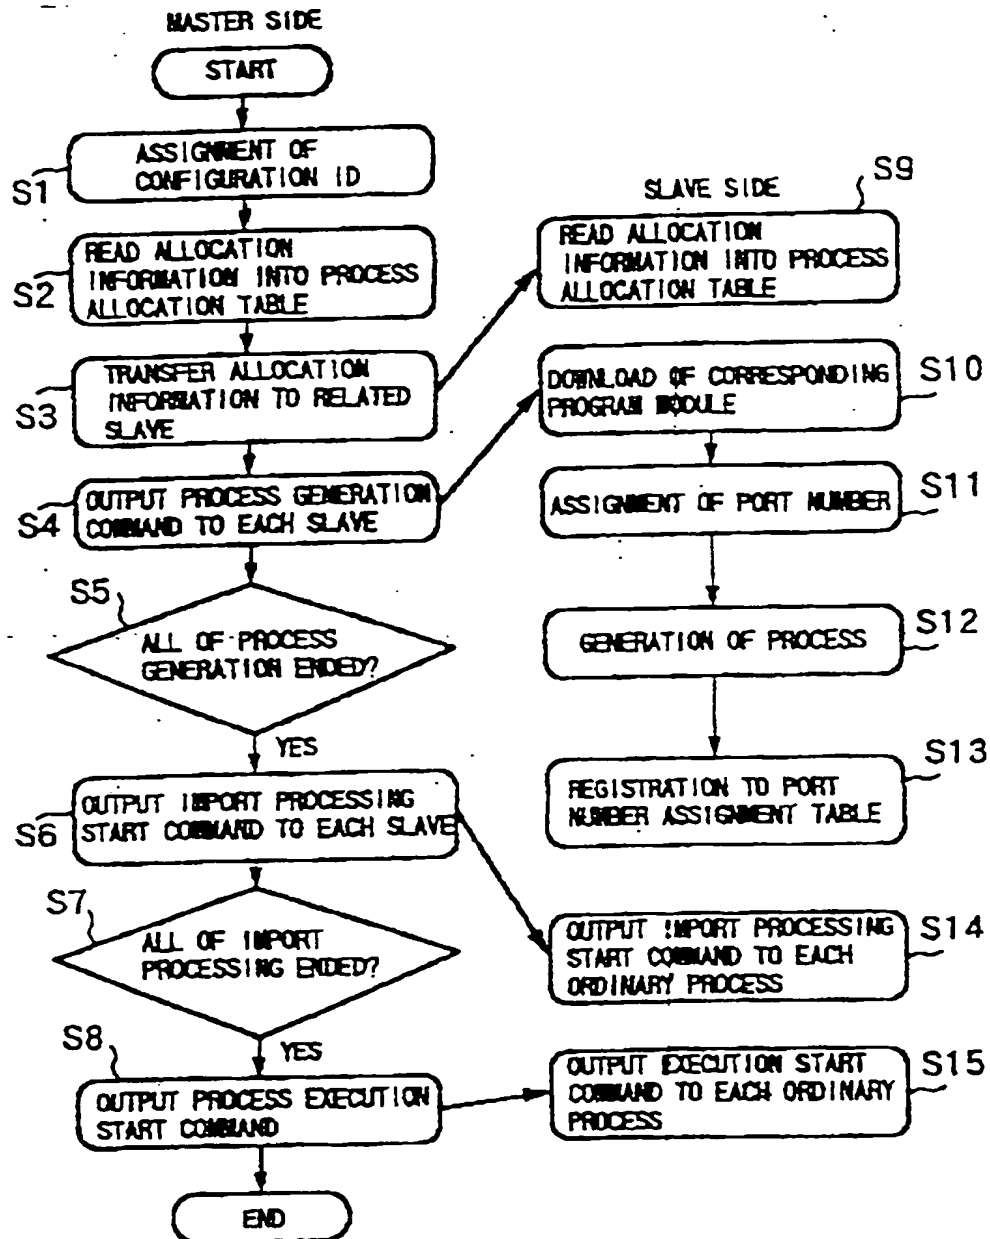 MASTER SIDE
START
S1
ASSIGNMENT OF
CONFIGURATION ID
S2
READ ALLOCATION
INFORMATION INTO PROCESS
ALLOCATION TABLE
S3
TRANSFER ALLOCATION
INFORMATION TO RELATED
SLAVE
S4
OUTPUT PROCESS GENERATION
COMMAND TO EACH SLAVE
S5
ALL OF PROCESS
GENERATION ENDED?
YES
S6
OUTPUT IMPORT PROCESSING
START COMMAND TO EACH SLAVE
S7
ALL OF IMPORT
PROCESSING ENDED?
YES
S8
OUTPUT PROCESS EXECUTION
START COMMAND
END
SLAVE SIDE
S9
READ ALLOCATION
INFORMATION INTO PROCESS
ALLOCATION TABLE
S10
DOWNLOAD OF CORRESPONDING
PROGRAM MODULE
S11
ASSIGNMENT OF PORT NUMBER
S12
GENERATION OF PROCESS
S13
REGISTRATION TO PORT
NUMBER ASSIGNMENT TABLE
S14
OUTPUT IMPORT PROCESSING
START COMMAND TO EACH
ORDINARY PROCESS
S15
OUTPUT EXECUTION START
COMMAND TO EACH ORDINARY
PROCESS